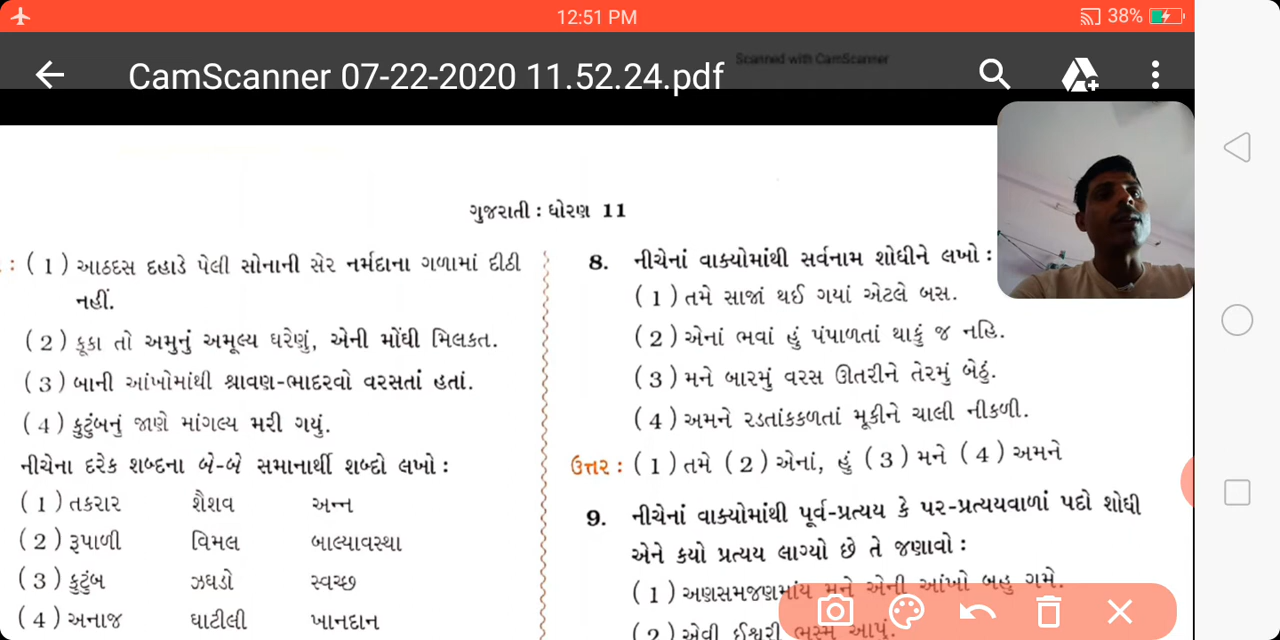 12:51 PM
38%
CamScanner 07-22-2020 11.52.24.pdf
Scanned with CamScanner
ગુજરાતી : ધોરણ 11
: (1) આઠદસ દહાડે પેલી સોનાની સેર નર્મદાના ગળામાં દીઠી
નહીં.
(2) કૂકા તો અમુનું અમૂલ્ય ઘરેણું, એની મોંઘી મિલકત.
(3) બાની આંખોમાંથી શ્રાવણ-ભાદરવો વરસતાં હતાં.
(4) કુટુંબનું જાણે માંગલ્ય મરી ગયું.
નીચેના દરેક શબ્દના બે-બે સમાનાર્થી શબ્દો લખો :
(1) તકરાર શૈશવ અન્ન
(2) રૂપાળી વિમલ બાલ્યાવસ્થા
(3) કુટુંબ ઝઘડો સ્વચ્છ
(4) અનાજ ઘાટીલી ખાનદાન
8. નીચેનાં વાક્યોમાંથી સર્વનામ શોધીને લખો :
(1) તમે સાજાં થઈ ગયાં એટલે બસ.
(2) એનાં ભવાં હું પંપાળતાં થાકું જ નહિ.
(3) મને બારમું વરસ ઊતરીને તેરમું બેઠું.
(4) અમને રડતાંકકળતાં મૂકીને ચાલી નીકળી.
ઉત્તર : (1) તમે (2) એનાં, હું (3) મને (4) અમને
9. નીચેનાં વાક્યોમાંથી પૂર્વ-પ્રત્યય કે પર-પ્રત્યયવાળાં પદો શોધી
એને કયો પ્રત્યય લાગ્યો છે તે જણાવો :
(1) અણસમજણમાંય મને એની આંખો બહુ ગમે.
(2) એવી ઈશ્વરી ભસ્મ આપું.